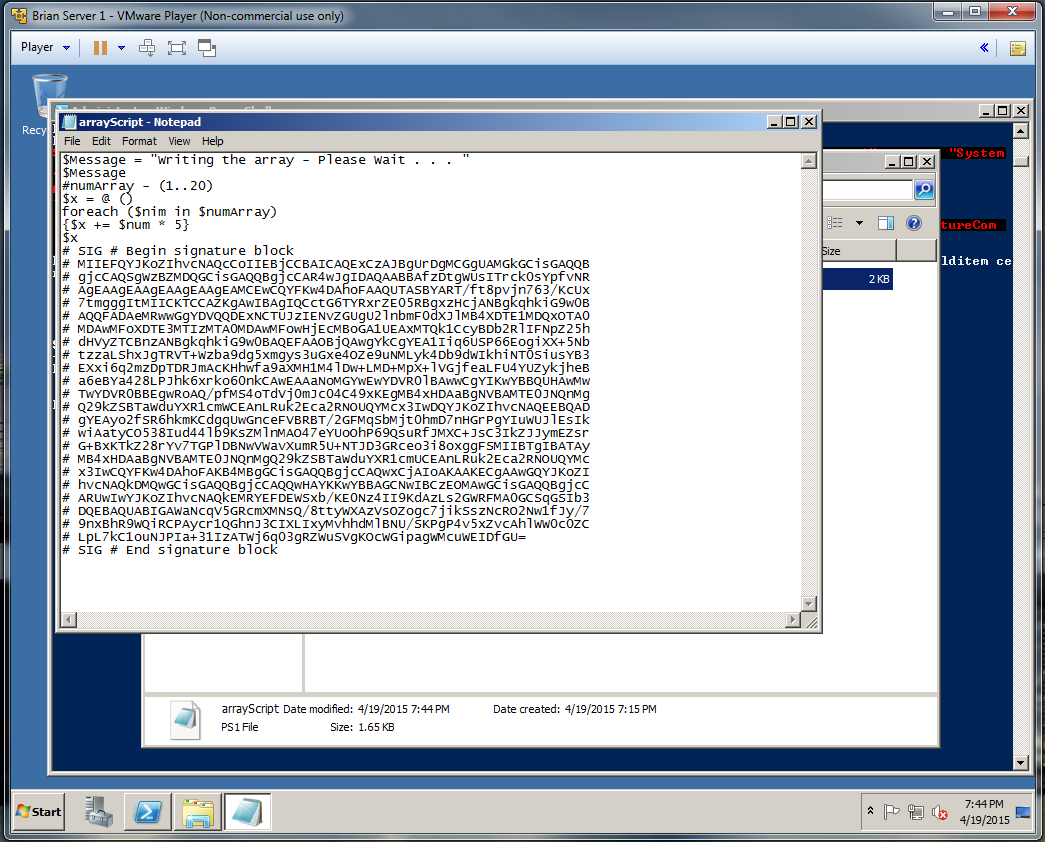 Brian Server 1 - VMware Player (Non-commercial use only)
Player
Recy
arrayScript - Notepad
File Edit Format View Help
$Message = "Writing the array - Please Wait . . . "
$Message
#numArray - (1..20)
$x = @ ()
foreach ($nim in $numArray)
{$x += $num * 5}
$x
# SIG # Begin signature block
# MIIEFQYJKoZIhvcNAQcCoIIEBjCCBAICAQExCzAJBgUrDgMCGgUAMGkGCisGAQQB
# gjcCAQSgWzBZMDQGCisGAQQBgjcCAR4wJgIDAQAABBAfzDtgWUsITrck0sYpfvNR
# AgEAAgEAAgEAAgEAAgEAMCEwCQYFKw4DAhoFAAQUTASBYART/ft8pvjn763/KcUx
# 7tmgggItMIICKTCCAZKgAwIBAgIQCctG6TYRxrZE05RBgxzHcjANBgkqhkiG9w0B
# AQQFADAeMRwwGgYDVQQDExNCTUJzIENvZGUgU2lnbmF0dXJlMB4XDTE1MDQxOTA0
# MDAwMFoXDTE3MTIzMTA0MDAwMFowHjEcMBoGA1UEAxMTQk1CcyBDb2RlIFNpZ25h
# dHVyZTCBnzANBgkqhkiG9w0BAQEFAAOBjQAwgYkCgYEA1Iiq6USP66EogiXX+5Nb
# tzzaLShxJgTRVT+Wzba9dg5xmgys3uGxe4OZe9uNMLyk4Db9dWIkhiNT0SiusYB3
# EXxi6q2mzDpTDRJmAcKHhwfa9aXMH1M4lDw+LMD+MpX+lVGjfeaLFU4YUZykjheB
# a6eBYa428LPJhk6xrko60nkCAwEAAaNoMGYwEwYDVR0lBAwwCgYIKwYBBQUHAwMw
# TwYDVR0BBEgwRoAQ/pfMS4oTdVj0mJc04C49xKEgMB4xHDAaBgNVBAMTE0JNQnMg
# Q29kZSBTaWduYXR1cmWCEAnLRuk2Eca2RNOUQYMcx3IwDQYJKoZIhvcNAQEEBQAD
# gYEAyo2fSR6hkmKCdgqUwGnceFVBRBT/2GFMqSbMjtOhmD7nHGrPgYIuWUJlEsIk
# wiAatyCO538Iud44lb9KsZMlnMAO47eYUoOhP69QsuRfJMXC+JsC3IkZJJymEZsr
# G+BxKTkZ28rYv7TGPlDBNwVWavXumR5U+NTJD3GRceo3i8oxggFSMIIBTgIBATAy
# MB4xHDAaBgNVBAMTE0JNQnMgQ29kZSBTaWduYXR1cmUCEAnLRuk2Eca2RNOUQYMc
# x3IwCQYFKw4DAhoFAKB4MBgGCisGAQQBgjcCAQwxCjAIoAKAAKECgAAwGQYJKoZI
# hvcNAQkDMQwGCisGAQQBgjcCAQQwHAYKKwYBBAGCNwIBCzEOMAwGCisGAQQBgjcC
# ARUwIwYJKoZIhvcNAQkEMRYEFDEWSxb/KE0Nz4II9KdAzLs2GWRFMA0GCSqGSIb3
# DQEBAQUABIGAWaNcqV5GRcmXMNsQ/8ttyWXAzVsOZogc7jikSszNcRO2Nw1fJy/7
# 9nxBhR9WQiRCPAycr1QGhnJ3CIXLIxyMvhhdMlBNU/SKPgP4v5xZvcAhlWW0c0ZC
# LpL7kC1ouNJPIa+31IzATWj6q03gRZWuSVgKOcWGipagWMcuWEIDfGU=
# SIG # End signature block
"System
tureCom
lditem ce
Size
2 KB
arrayScript Date modified: 4/19/2015 7:44 PM Date created: 4/19/2015 7:15 PM
PS1 File Size: 1.65 KB
Start
7:44 PM
4/19/2015